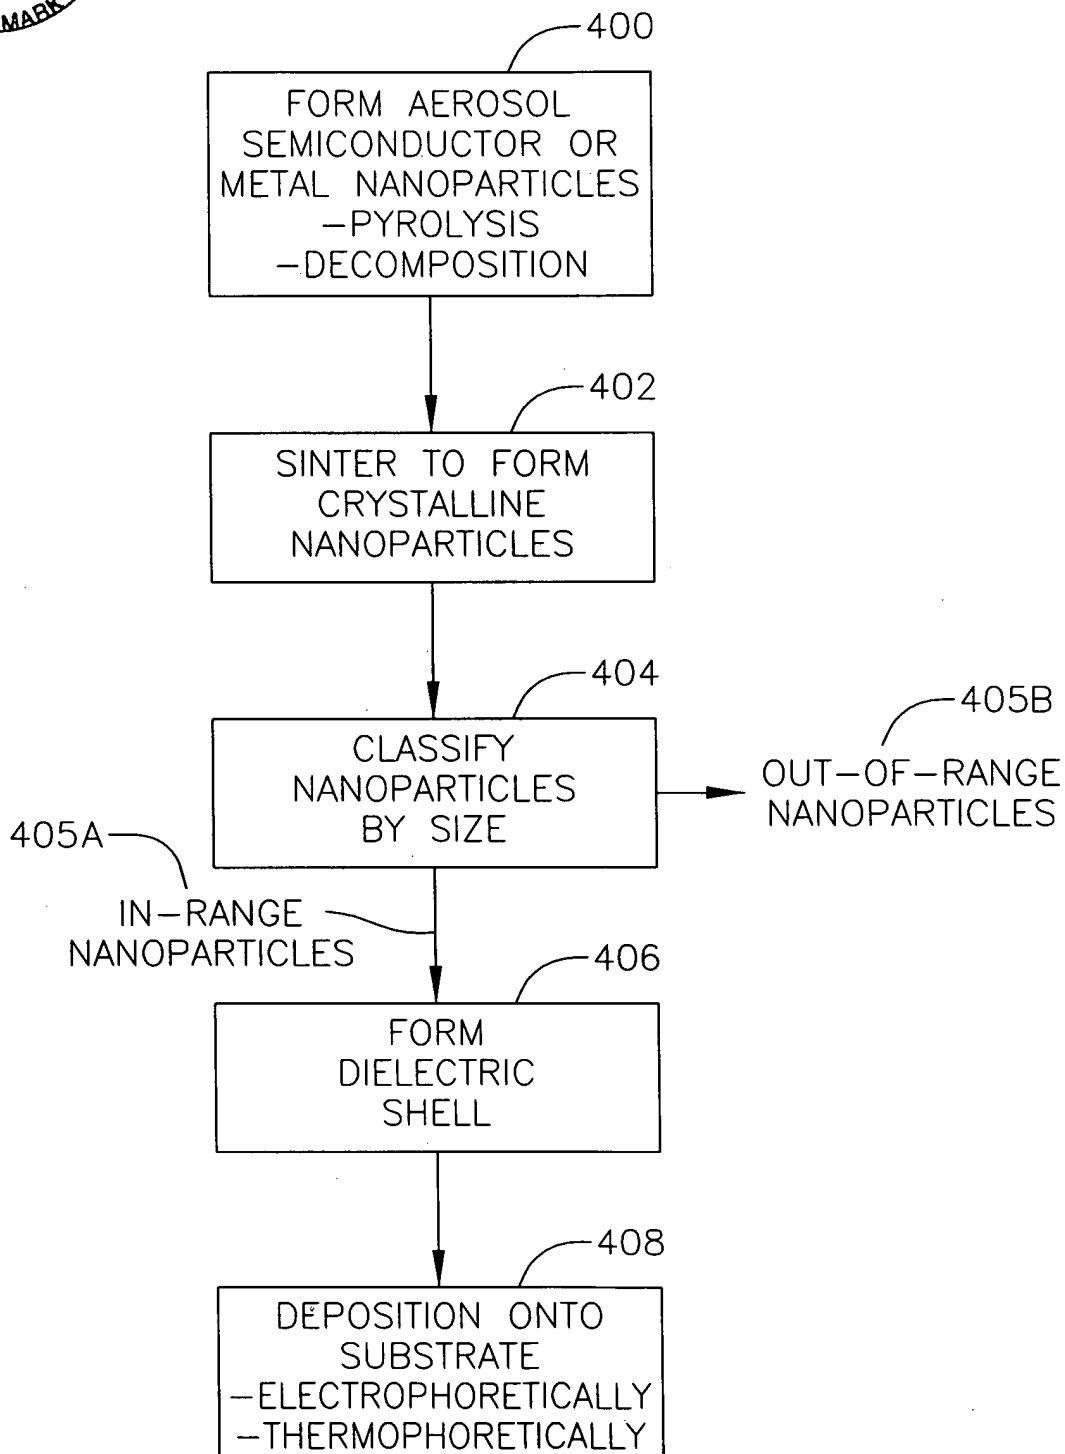 MARK
400
FORM AEROSOL
SEMICONDUCTOR OR
METAL NANOPARTICLES
-PYROLYSIS
-DECOMPOSITION
402
SINTER TO FORM
CRYSTALLINE
NANOPARTICLES
404
CLASSIFY
NANOPARTICLES
BY SIZE
405B
OUT-OF-RANGE
NANOPARTICLES
405A
IN-RANGE
NANOPARTICLES
406
FORM
DIELECTRIC
SHELL
408
DEPOSITION ONTO
SUBSTRATE
-ELECTROPHORETICALLY
-THERMOPHORETICALLY